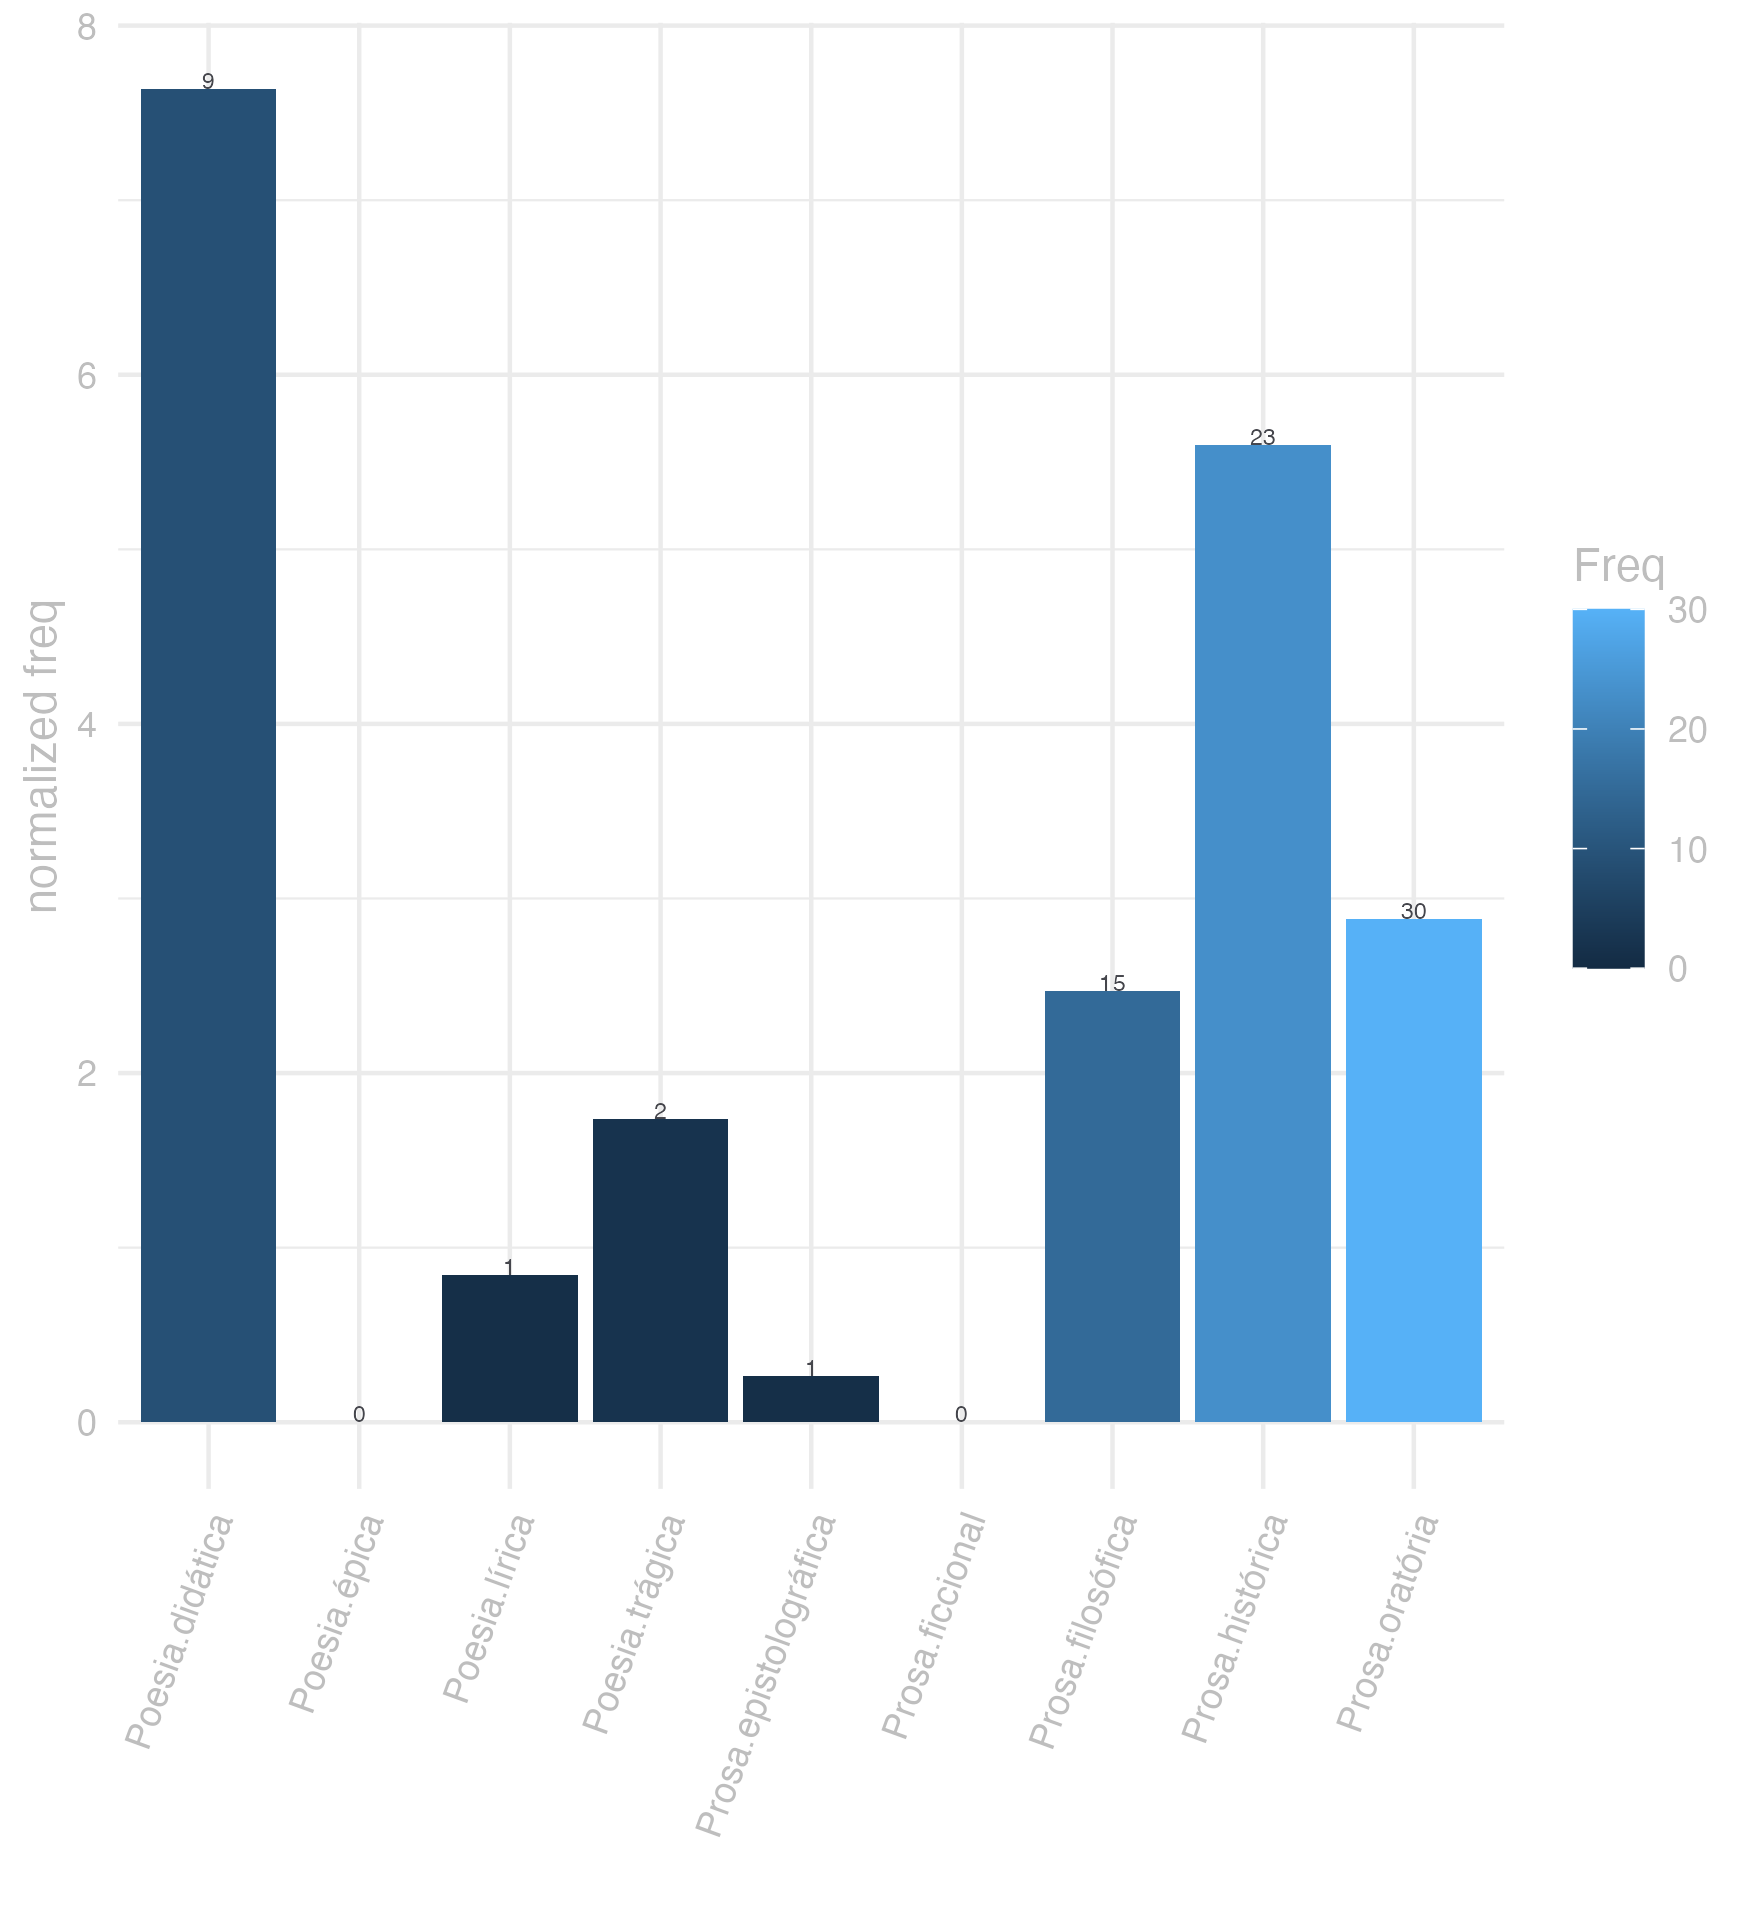 8
6
4
2
0
normalized freq
9
0
1
2
1
0
15
23
30
Poesia.didática
Poesia.épica
Poesia.lírica
Poesia.trágica
Prosa.epistolográfica
Prosa.ficcional
Prosa.filosófica
Prosa.histórica
Prosa.oratória
Freq
30
20
10
0